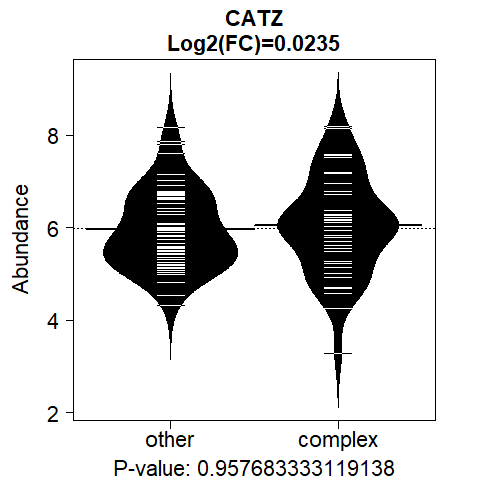 CATZ
Log2(FC)=0.0235
Abundance
8
6
4
2
other
complex
P-value: 0.957683333119138